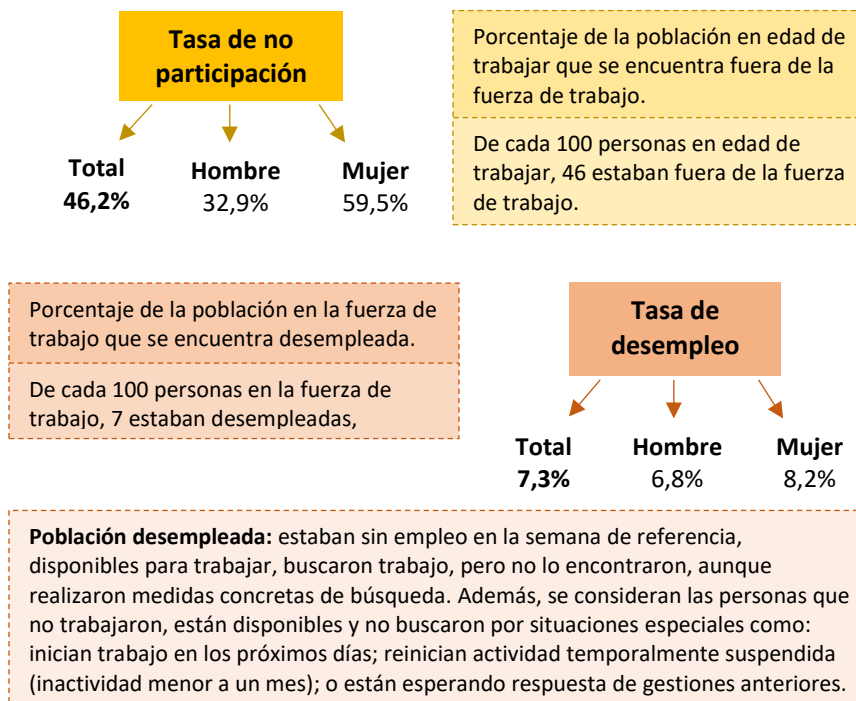 Tasa de no
participación
Total
46,2%
Hombre
32,9%
Mujer
59,5%
Porcentaje de la población en edad de
trabajar que se encuentra fuera de la
fuerza de trabajo.
De cada 100 personas en edad de
trabajar, 46 estaban fuera de la fuerza
de trabajo.
Porcentaje de la población en la fuerza de
trabajo que se encuentra desempleada.
De cada 100 personas en la fuerza de
trabajo, 7 estaban desempleadas,
Tasa de
desempleo
Total
7,3%
Hombre
6,8%
Mujer
8,2%
Población desempleada: estaban sin empleo en la semana de referencia,
disponibles para trabajar, buscaron trabajo, pero no lo encontraron, aunque
realizaron medidas concretas de búsqueda. Además, se consideran las personas que
no trabajaron, están disponibles y no buscaron por situaciones especiales como:
inician trabajo en los próximos días; reinician actividad temporalmente suspendida
(inactividad menor a un mes); o están esperando respuesta de gestiones anteriores.